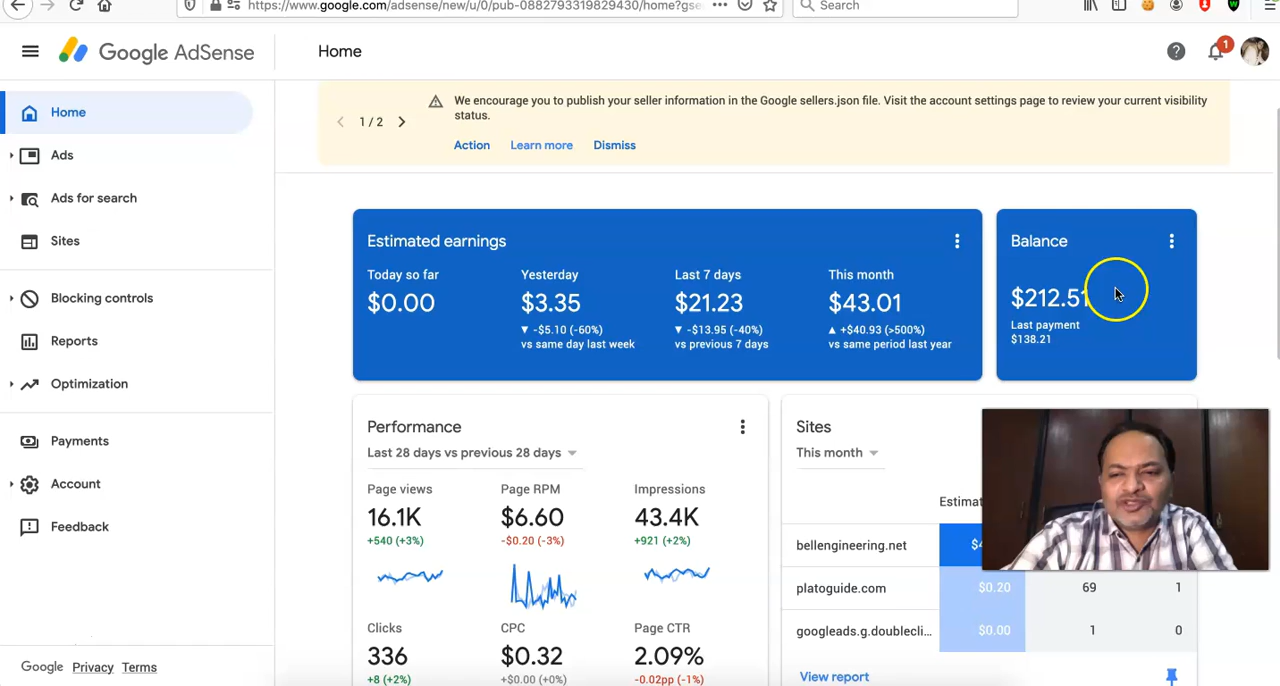 https://www.google.com/adsense/new/u/0/pub-0882793319829430/home?gse
Search
Google AdSense
Home
1
Home
Ads
Ads for search
Sites
Blocking controls
Reports
Optimization
Payments
Account
Feedback
Google Privacy Terms
1 / 2
We encourage you to publish your seller information in the Google sellers.json file. Visit the account settings page to review your current visibility
status.
Action Learn more Dismiss
Estimated earnings
Today so far
$0.00
Yesterday
$3.35
▼ -$5.10 (-60%)
vs same day last week
Last 7 days
$21.23
▼ -$13.95 (-40%)
vs previous 7 days
This month
$43.01
▲ +$40.93 (>500%)
vs same period last year
Balance
$212.51
Last payment
$138.21
Performance
Last 28 days vs previous 28 days
Page views
16.1K
+540 (+3%)
Page RPM
$6.60
-$0.20 (-3%)
Impressions
43.4K
+921 (+2%)
Clicks
336
+8 (+2%)
CPC
$0.32
+$0.00 (+0%)
Page CTR
2.09%
-0.02pp (-1%)
Sites
This month
bellengineering.net
platoguide.com $0.20 69 1
googleads.g.doublecli... $0.00 1 0
View report